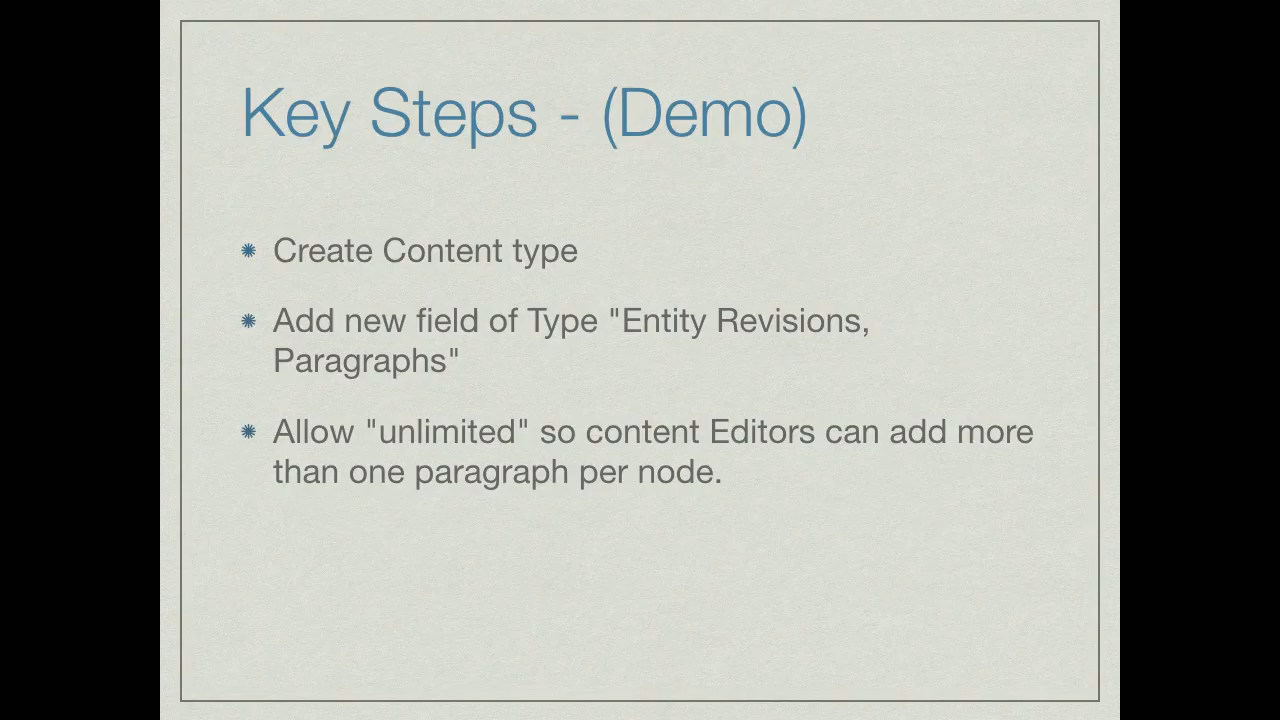 Key Steps - (Demo)
Create Content type
Add new field of Type "Entity Revisions,
Paragraphs"
Allow "unlimited" so content Editors can add more
than one paragraph per node.